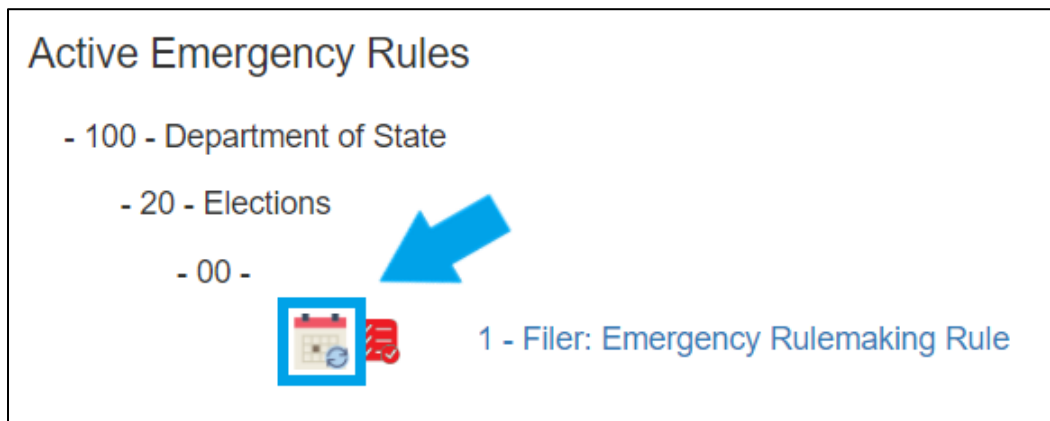 Active Emergency Rules
- 100 - Department of State
- 20 - Elections
- 00 -
1 - Filer: Emergency Rulemaking Rule